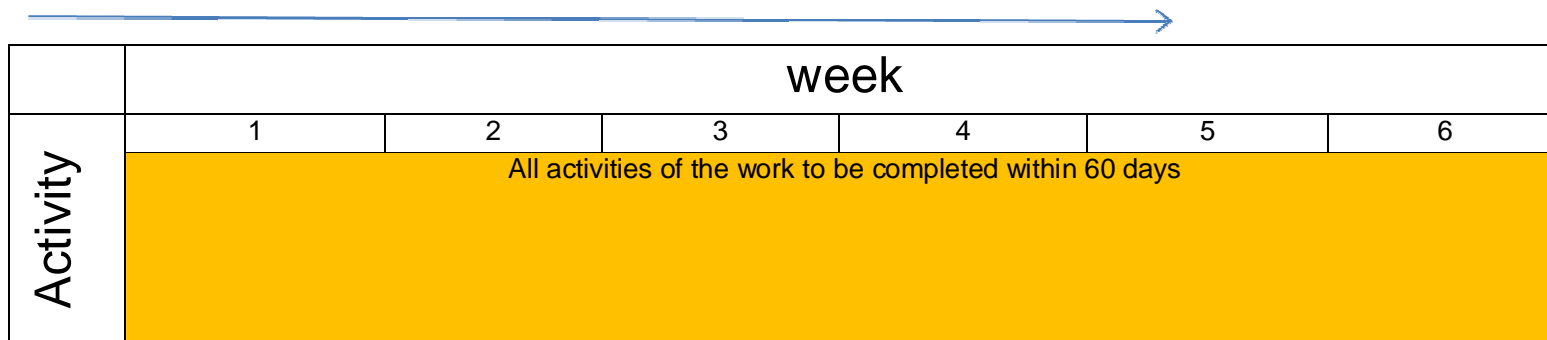 week
1 2 3 4 5 6
Activity
All activities of the work to be completed within 60 days